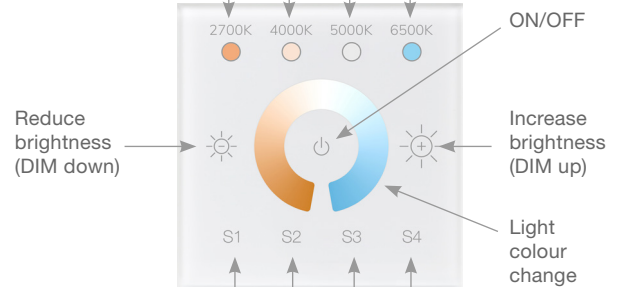 ON/OFF
2700K 4000K 5000K 6500K
Reduce
brightness
(DIM down)
Increase
brightness
(DIM up)
Light
colour
change
S1 S2 S3 S4